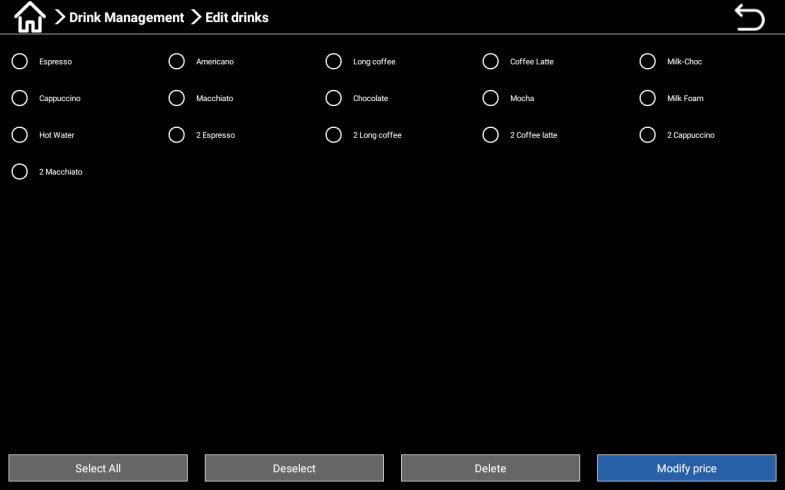 Drink Management Edit drinks
Espresso Americano Long coffee Coffee Latte Milk-Choc
Cappuccino Macchiato Chocolate Mocha Milk Foam
Hot Water 2 Espresso 2 Long coffee 2 Coffee latte 2 Cappuccino
2 Macchiato
Select All Deselect Delete Modify price